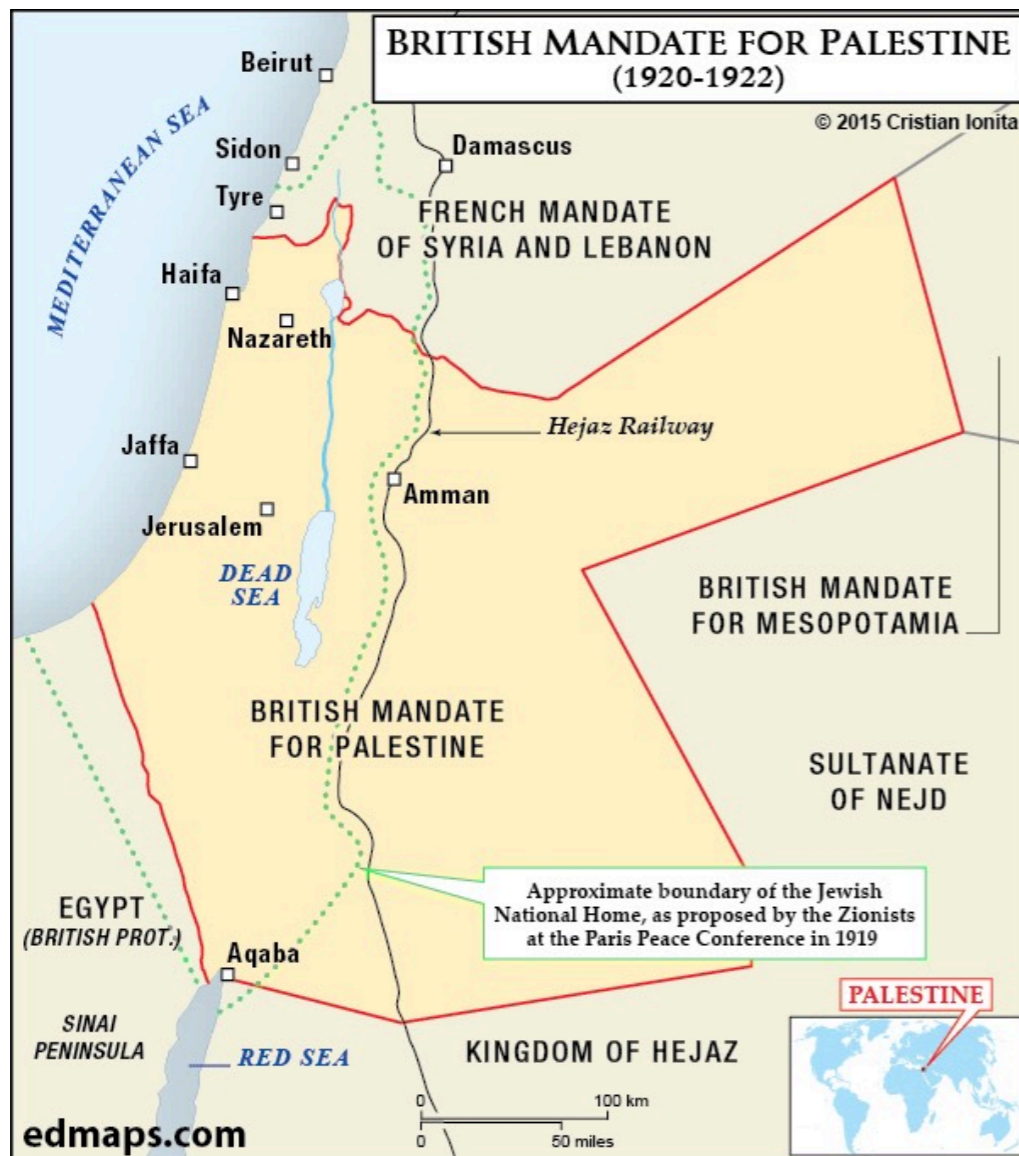 BRITISH MANDATE FOR PALESTINE
(1920-1922)
© 2015 Cristian Ionita
Beirut
MEDITERRANEAN SEA
Sidon
Damascus
Tyre
FRENCH MANDATE
OF SYRIA AND LEBANON
Haifa
Nazareth
Hejaz Railway
Jaffa
Amman
Jerusalem
DEAD
SEA
BRITISH MANDATE
FOR MESOPOTAMIA
BRITISH MANDATE
FOR PALESTINE
SULTANATE
OF NEJD
Approximate boundary of the Jewish
National Home, as proposed by the Zionists
at the Paris Peace Conference in 1919
EGYPT
(BRITISH PROT.)
Aqaba
PALESTINE
SINAI
PENINSULA
RED SEA
KINGDOM OF HEJAZ
0 100 km
0 50 miles
edmaps.com